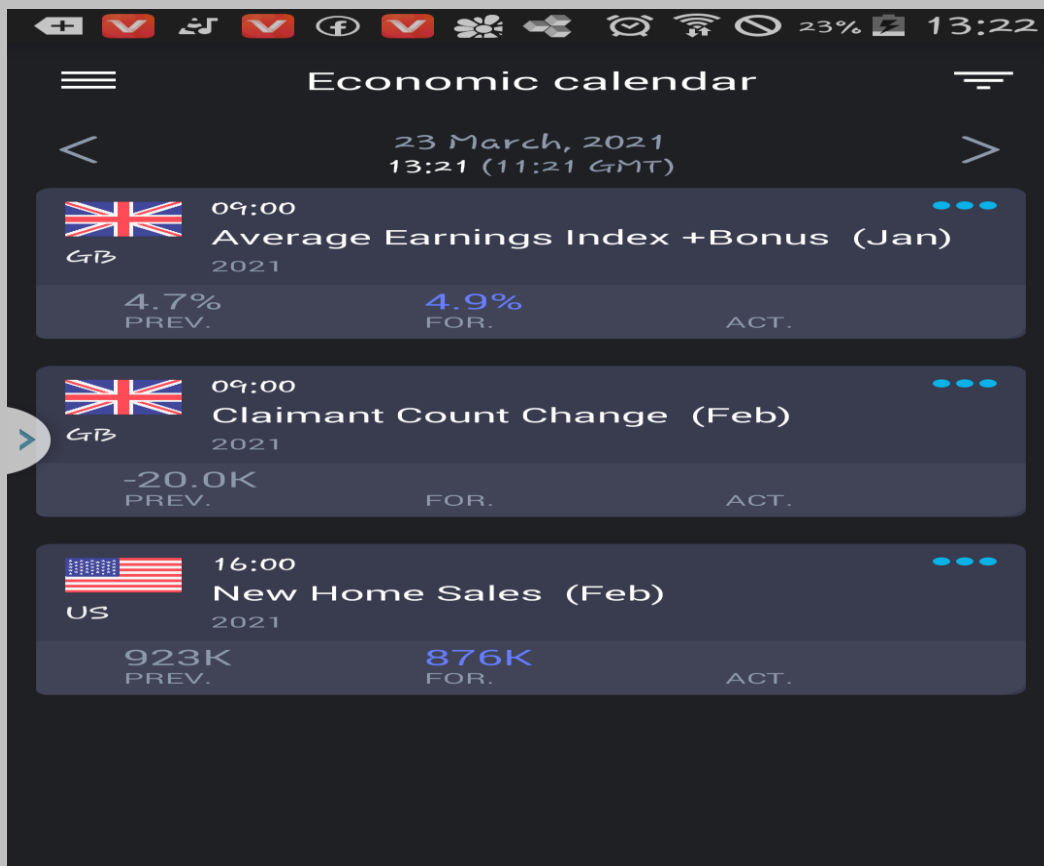 23% 13:22
Economic calendar
23 March, 2021
13:21 (11:21 GMT)
09:00
Average Earnings Index +Bonus (Jan)
GB
2021
4.7% 4.9%
PREV. FOR. ACT.
09:00
Claimant Count Change (Feb)
GB
2021
-20.0K
PREV. FOR. ACT.
16:00
New Home Sales (Feb)
US
2021
923K 876K
PREV. FOR. ACT.